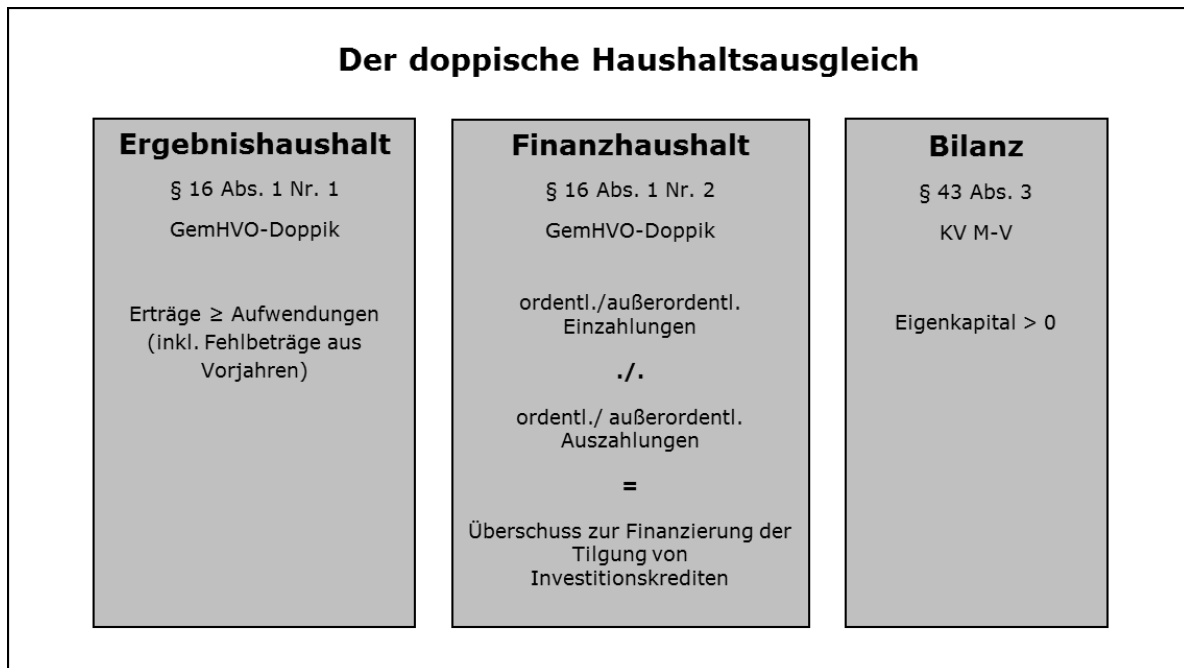 Der doppische Haushaltsausgleich
Ergebnishaushalt
§ 16 Abs. 1 Nr. 1
GemHVO-Doppik
Erträge ≥ Aufwendungen
(inkl. Fehlbeträge aus
Vorjahren)
Finanzhaushalt
§ 16 Abs. 1 Nr. 2
GemHVO-Doppik
ordentl./außerordentl.
Einzahlungen
./.
ordentl./ außerordentl.
Auszahlungen
=
Überschuss zur Finanzierung der
Tilgung von
Investitionskrediten
Bilanz
§ 43 Abs. 3
KV M-V
Eigenkapital > 0